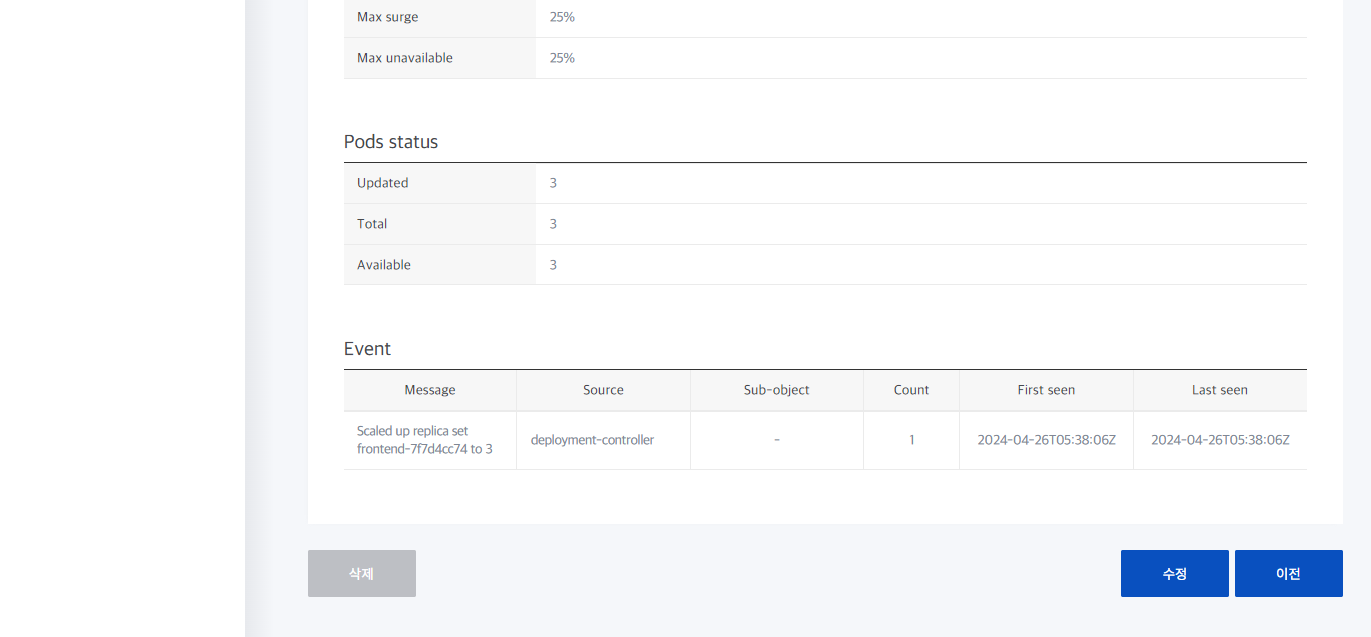 Max surge 25%
Max unavailable 25%
Pods status
Updated 3
Total 3
Available 3
Event
Message Source Sub-object Count First seen Last seen
Scaled up replica set
frontend-7f7d4cc74 to 3 deployment-controller - 1 2024-04-26T05:38:06Z 2024-04-26T05:38:06Z
삭제 수정 이전